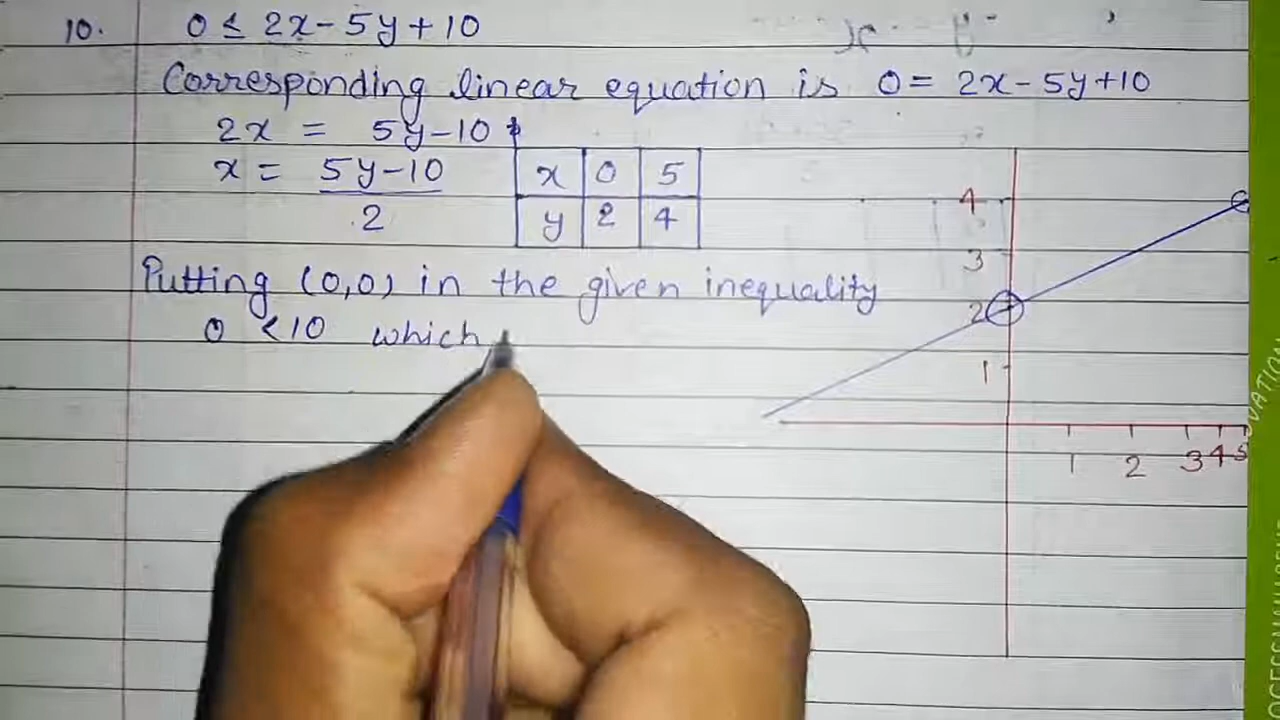 10. 0 ≤ 2x - 5y + 10
Corresponding linear equation is 0 = 2x - 5y + 10
2x = 5y - 10
x = 5y - 10
2
x 0 5
y 2 4
Putting (0,0) in the given inequality
0 < 10 which
4
3
2
1
1 2 3 4 5